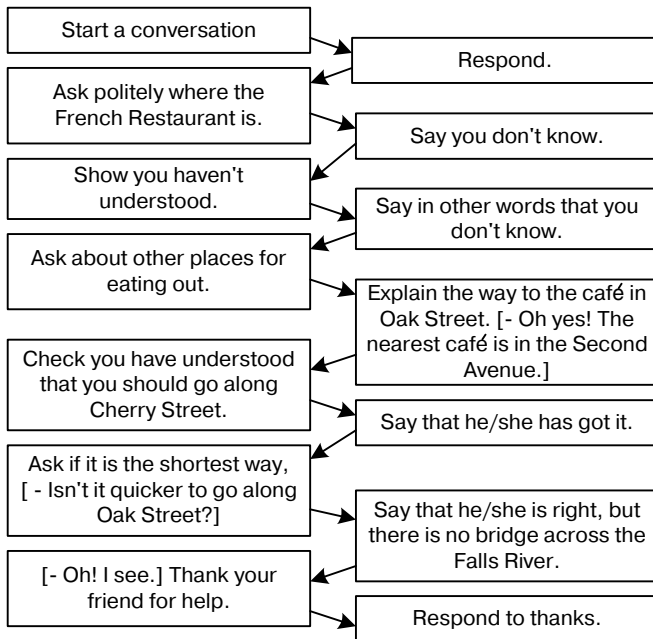 Start a conversation
Respond.
Ask politely where the
French Restaurant is.
Say you don't know.
Show you haven't
understood.
Say in other words that you
don't know.
Ask about other places for
eating out.
Explain the way to the café in
Oak Street. [- Oh yes! The
nearest café is in the Second
Avenue.]
Check you have understood
that you should go along
Cherry Street.
Say that he/she has got it.
Ask if it is the shortest way,
[ - Isn't it quicker to go along
Oak Street?]
Say that he/she is right, but
there is no bridge across the
Falls River.
[- Oh! I see.] Thank your
friend for help.
Respond to thanks.